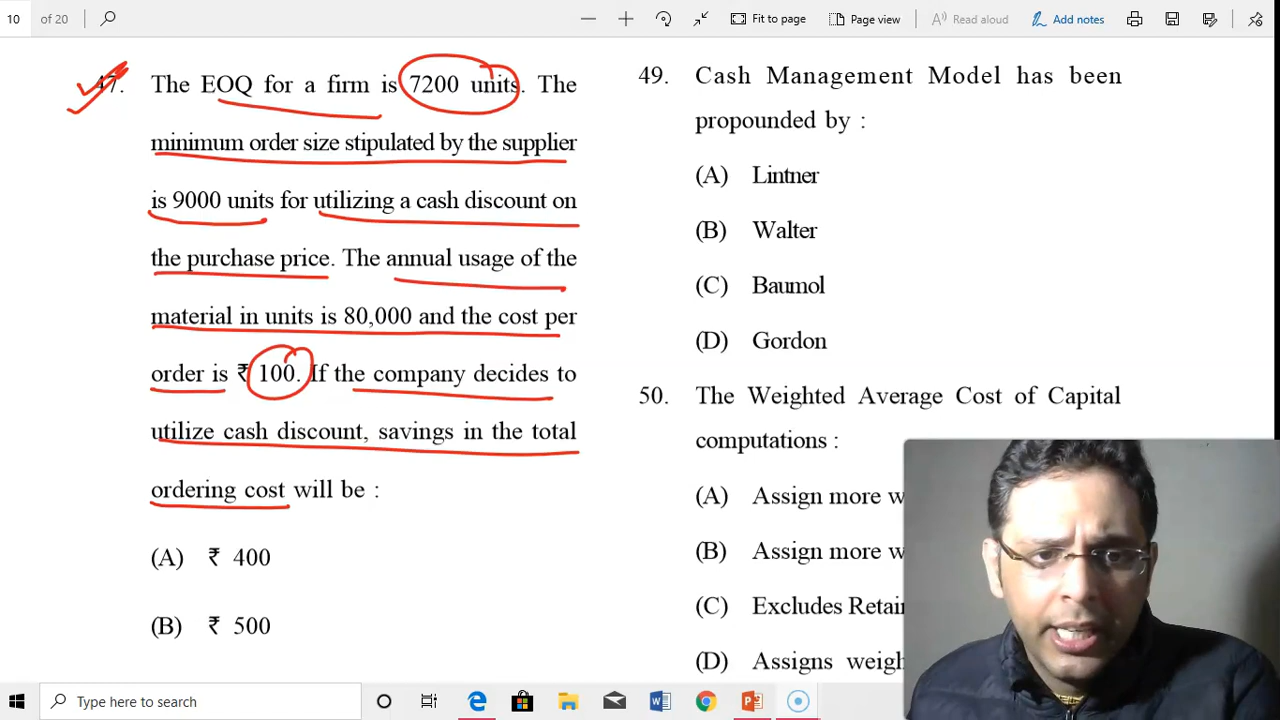 10 of 20
Fit to page
Page view
Read aloud
Add notes
47. The EOQ for a firm is 7200 units. The
minimum order size stipulated by the supplier
is 9000 units for utilizing a cash discount on
the purchase price. The annual usage of the
material in units is 80,000 and the cost per
order is ₹ 100. If the company decides to
utilize cash discount, savings in the total
ordering cost will be :
(A) ₹ 400
(B) ₹ 500
49. Cash Management Model has been
propounded by :
(A) Lintner
(B) Walter
(C) Baumol
(D) Gordon
50. The Weighted Average Cost of Capital
computations :
(A) Assign more w
(B) Assign more w
(C) Excludes Retai
(D) Assigns weigh
Type here to search